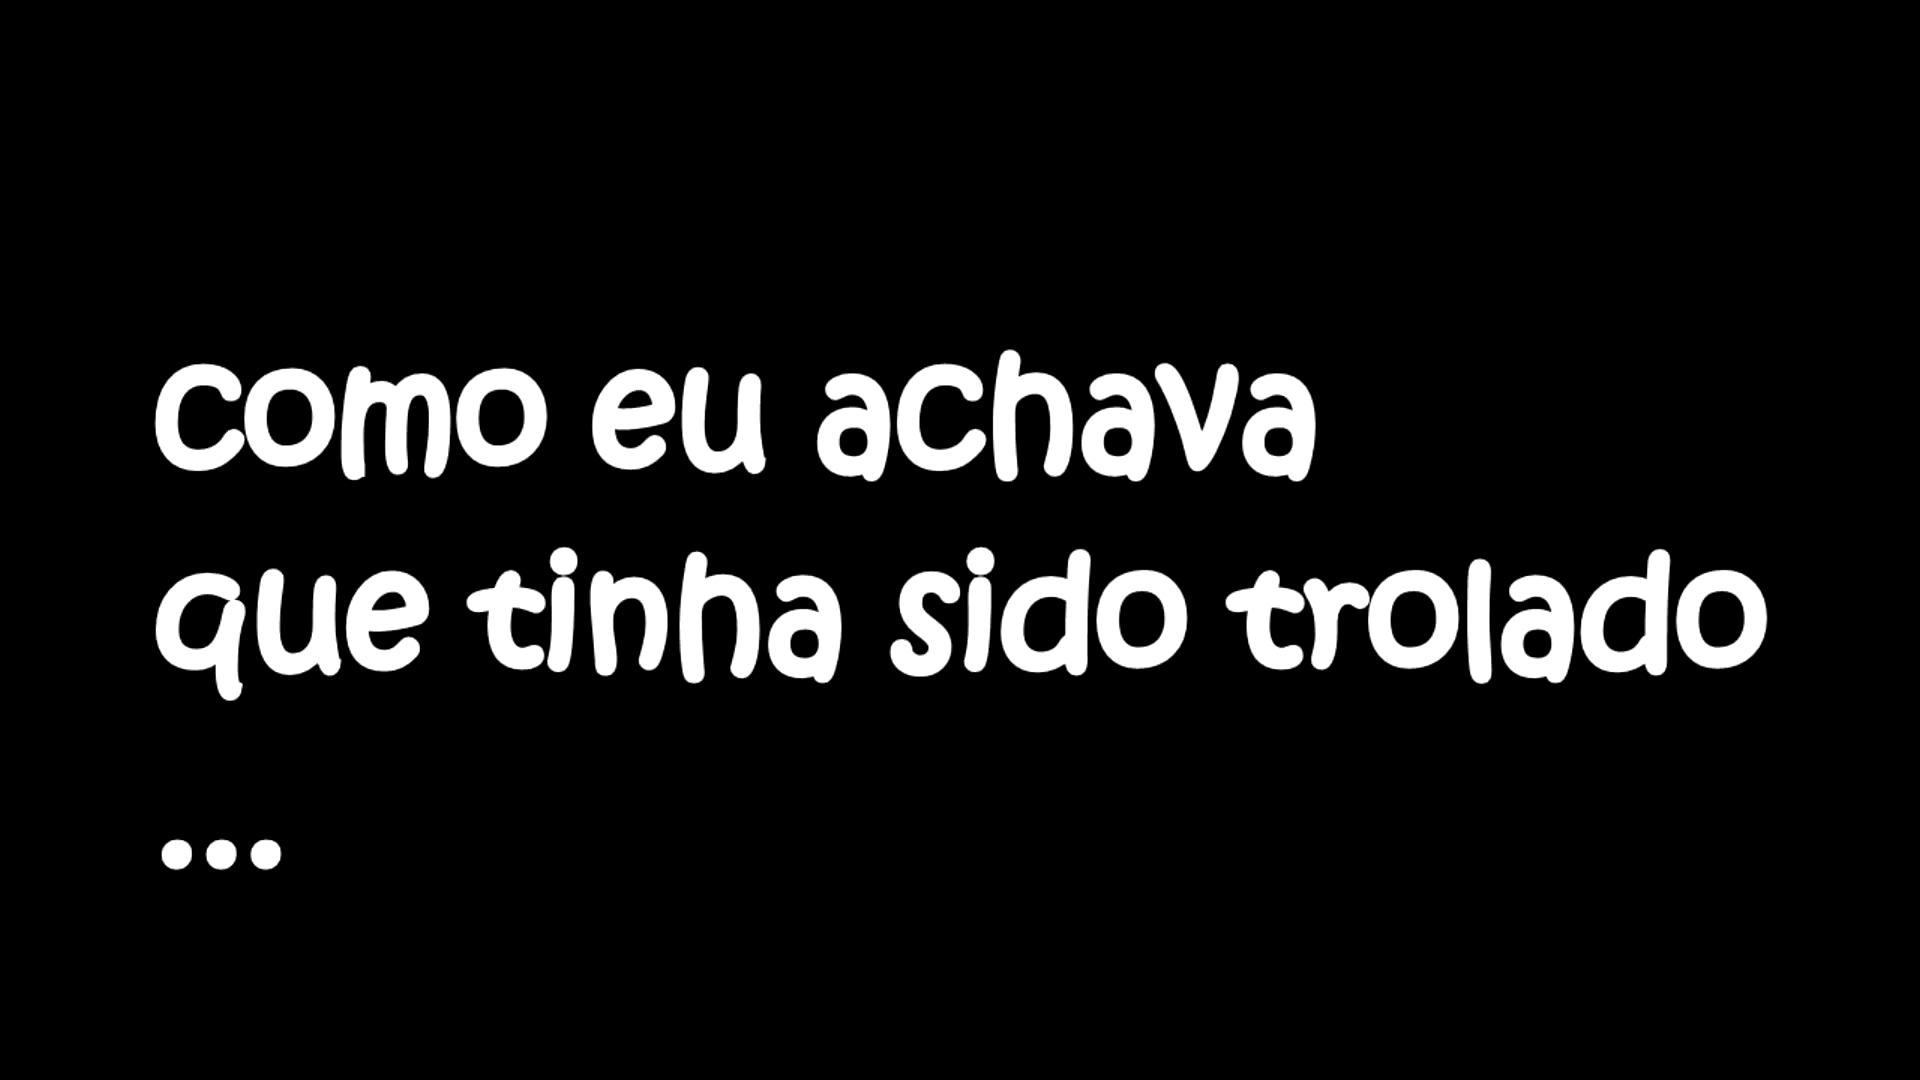 como eu achava
que tinha sido trolado
...